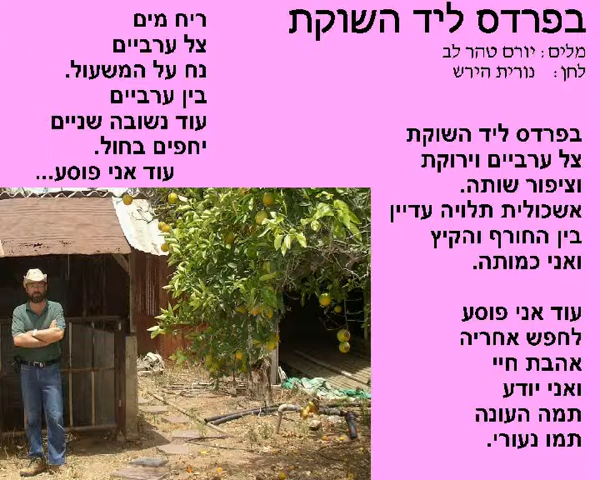 בפרדס ליד השוקת
מלים: יורם טהר לב
לחן: נורית הירש
בפרדס ליד השוקת
צל ערביים וירוקת
וציפור שותה.
אשכולית תלויה עדיין
בין החורף והקיץ
ואני כמותה.
עוד אני פוסע
לחפש אחריה
אהבת חיי
ואני יודע
תמה העונה
תמו נעורי.
ריח מים
צל ערביים
נח על המשעול.
בין ערביים
עוד נשובה שניים
יחפים בחול.
עוד אני פוסע...